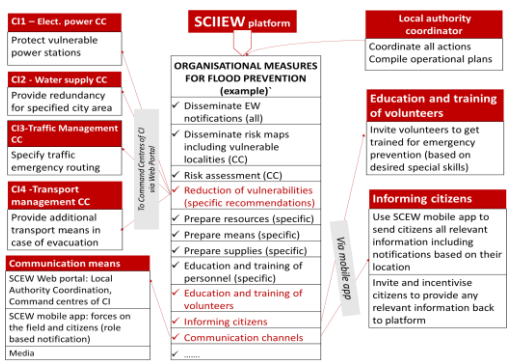 CI1 – Elect. power CC
Protect vulnerable
power stations
CI2 - Water supply CC
Provide redundancy
for specified city area
CI3-Traffic Management
CC
Specify traffic
emergency routing
CI4 -Transport
management CC
Provide additional
transport means in
case of evacuation
Communication means
SCEW Web portal: Local
Authority Coordination,
Command centres of CI
SCEW mobile app: forces on
the field and citizens (role
based notification)
Media
To Command Centres of CI
via Web Portal
SCIIEW platform
ORGANISATIONAL MEASURES
FOR FLOOD PREVENTION
(example)`
✓ Disseminate EW
notifications (all)
✓ Disseminate risk maps
including vulnerable
localities (CC)
✓ Risk assessment (CC)
✓ Reduction of vulnerabilities
(specific recommendations)
✓ Prepare resources (specific)
✓ Prepare means (specific)
✓ Prepare supplies (specific)
✓ Education and training of
personnel (specific)
✓ Education and training of
volunteers
✓ Informing citizens
✓ Communication channels
✓ .......
Via mobile app
Local authority
coordinator
Coordinate all actions
Compile operational plans
Education and training
of volunteers
Invite volunteers to get
trained for emergency
prevention (based on
desired special skills)
Informing citizens
Use SCEW mobile app to
send citizens all relevant
information including
notifications based on their
location
Invite and incentivise
citizens to provide any
relevant information back
to platform